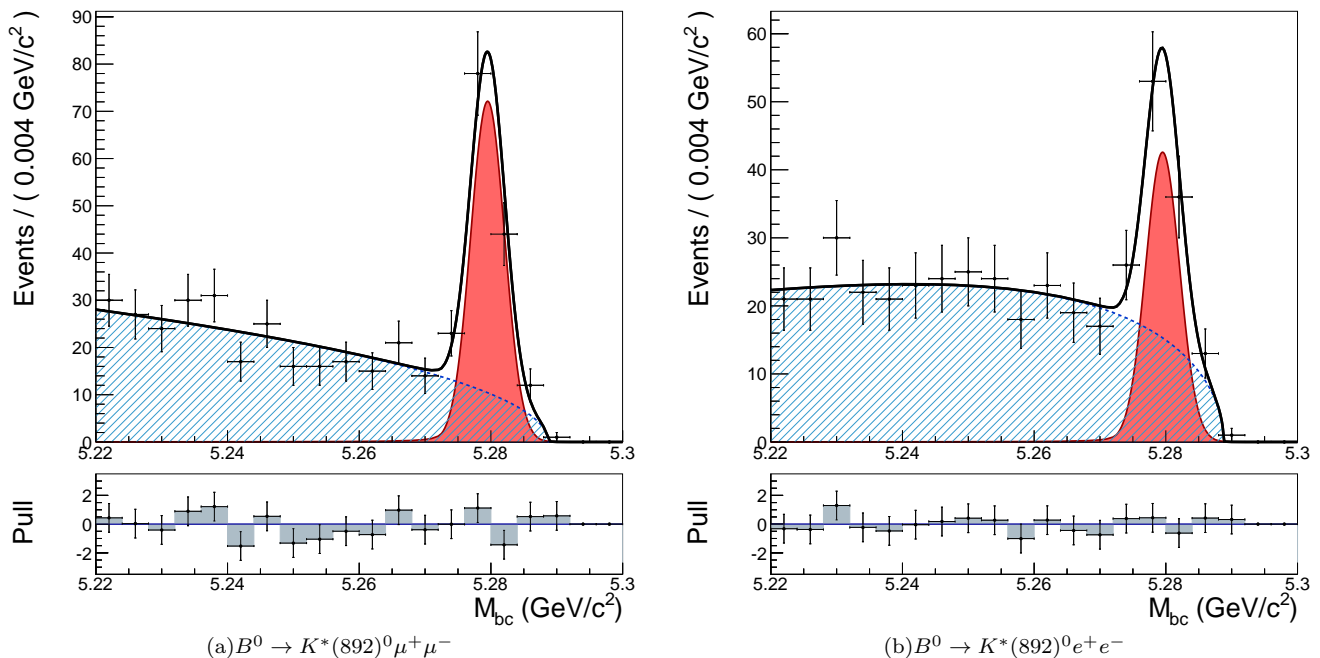 Events / ( 0.004 GeV/c² )
90
80
70
60
50
40
30
20
10
0
5.22 5.24 5.26 5.28 5.3
Pull
2
0
-2
5.22 5.24 5.26 5.28 5.3
M_bc (GeV/c²)
(a)B⁰ → K*(892)⁰μ⁺μ⁻
Events / ( 0.004 GeV/c² )
60
50
40
30
20
10
0
5.22 5.24 5.26 5.28 5.3
Pull
2
0
-2
5.22 5.24 5.26 5.28 5.3
M_bc (GeV/c²)
(b)B⁰ → K*(892)⁰e⁺e⁻